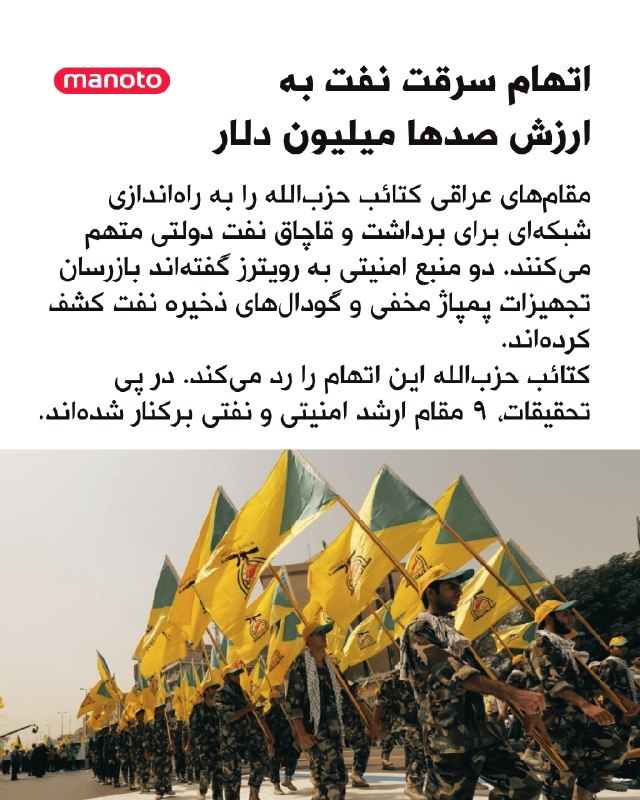 manoto
اتهام سرقت نفت به
ارزش صدها میلیون دلار
مقام‌های عراقی کتائب حزب‌الله را به راه‌اندازی
شبکه‌ای برای برداشت و قاچاق نفت دولتی متهم
می‌کنند. دو منبع امنیتی به رویترز گفته‌اند بازرسان
تجهیزات پمپاژ مخفی و گودال‌های ذخیره نفت کشف
کرده‌اند.
کتائب حزب‌الله این اتهام را رد می‌کند. در پی
تحقیقات، ۹ مقام ارشد امنیتی و نفتی برکنار شده‌اند.